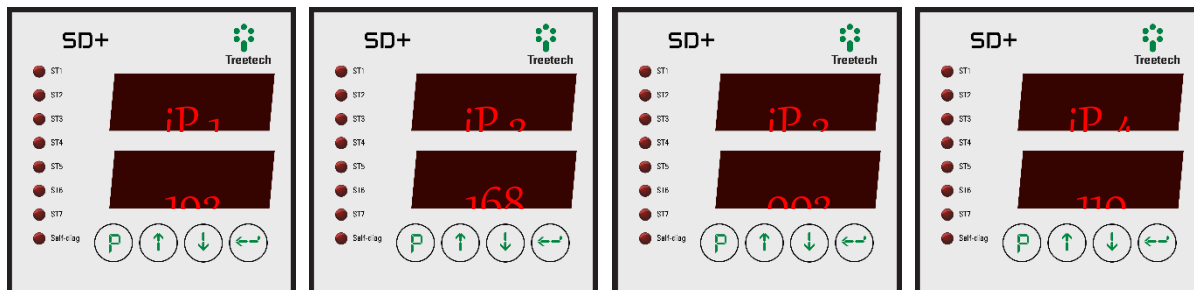 SD+
Treetech
ST1
ST2
ST3
ST4
ST5
ST6
ST7
Self-diag
iP 1
P
SD+
Treetech
ST1
ST2
ST3
ST4
ST5
ST6
ST7
Self-diag
iP
168
P
SD+
Treetech
ST1
ST2
ST3
ST4
ST5
ST6
ST7
Self-diag
iP
P
SD+
Treetech
ST1
ST2
ST3
ST4
ST5
ST6
ST7
Self-diag
iP 4
P